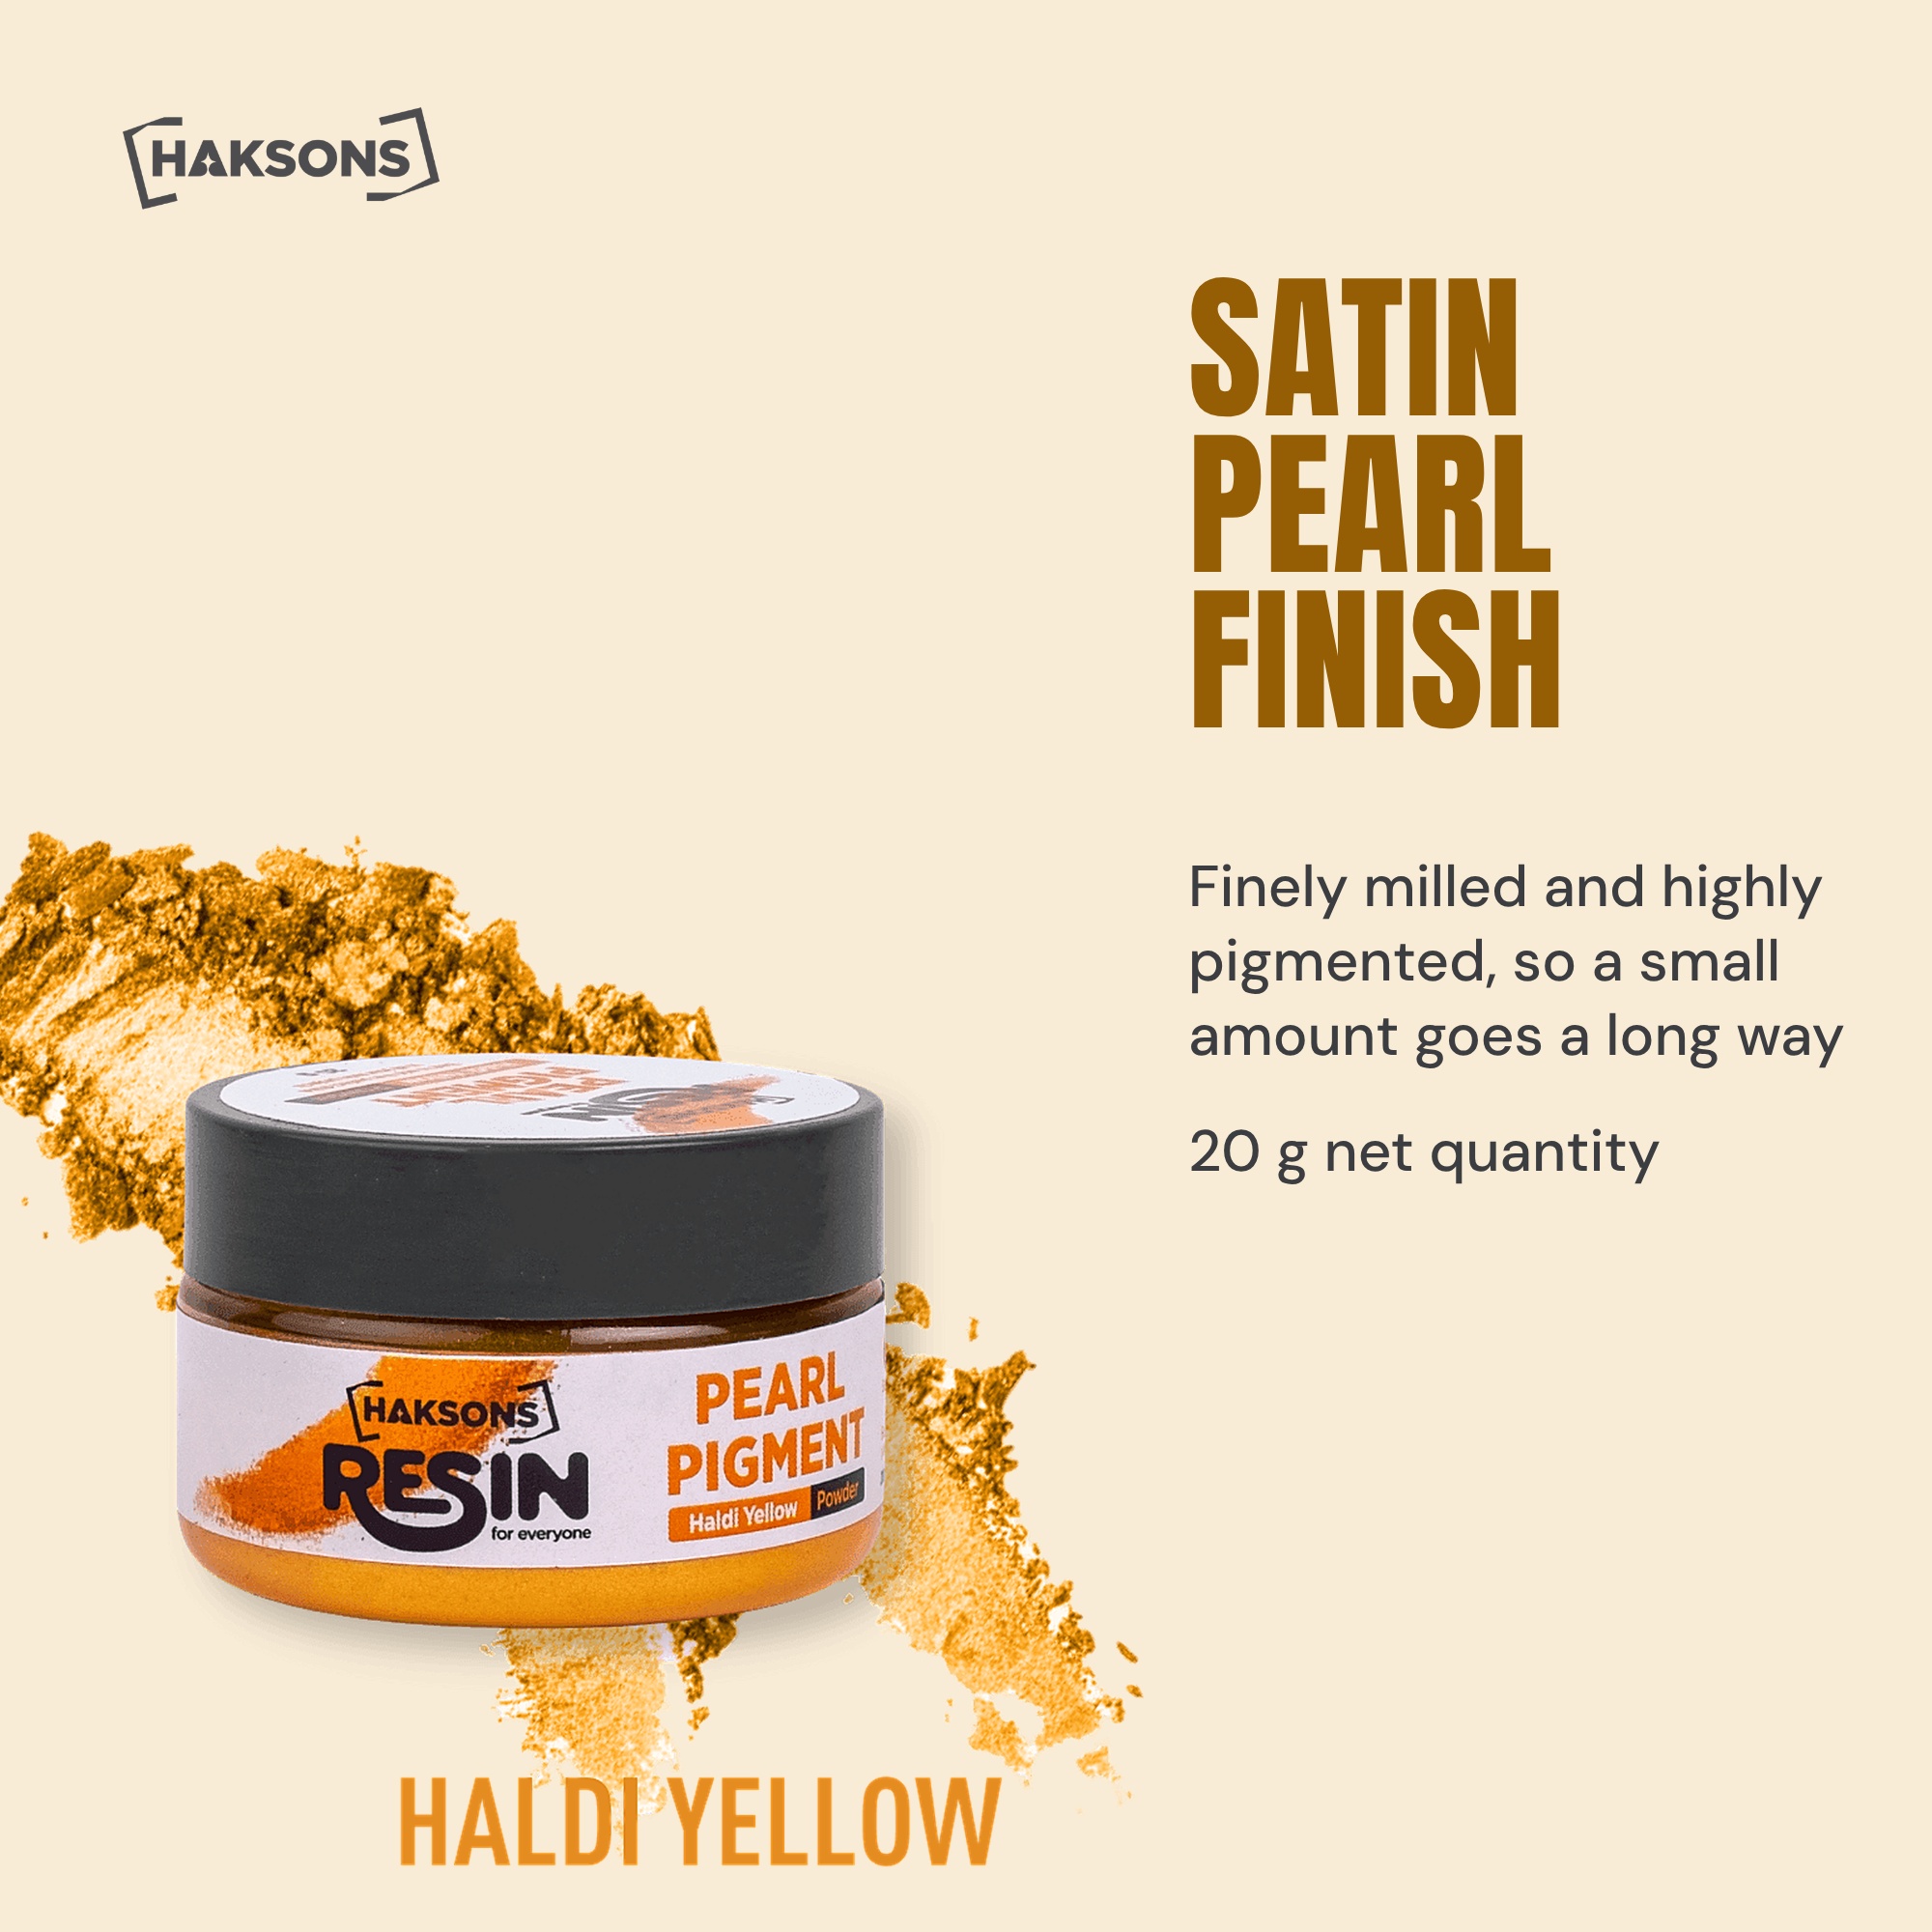 HAKSONS
SATIN
PEARL
FINISH
Finely milled and highly
pigmented, so a small
amount goes a long way
20 g net quantity
HAKSONS
RESIN
for everyone
PEARL
PIGMENT
Haldi Yellow Powder
HALDI YELLOW